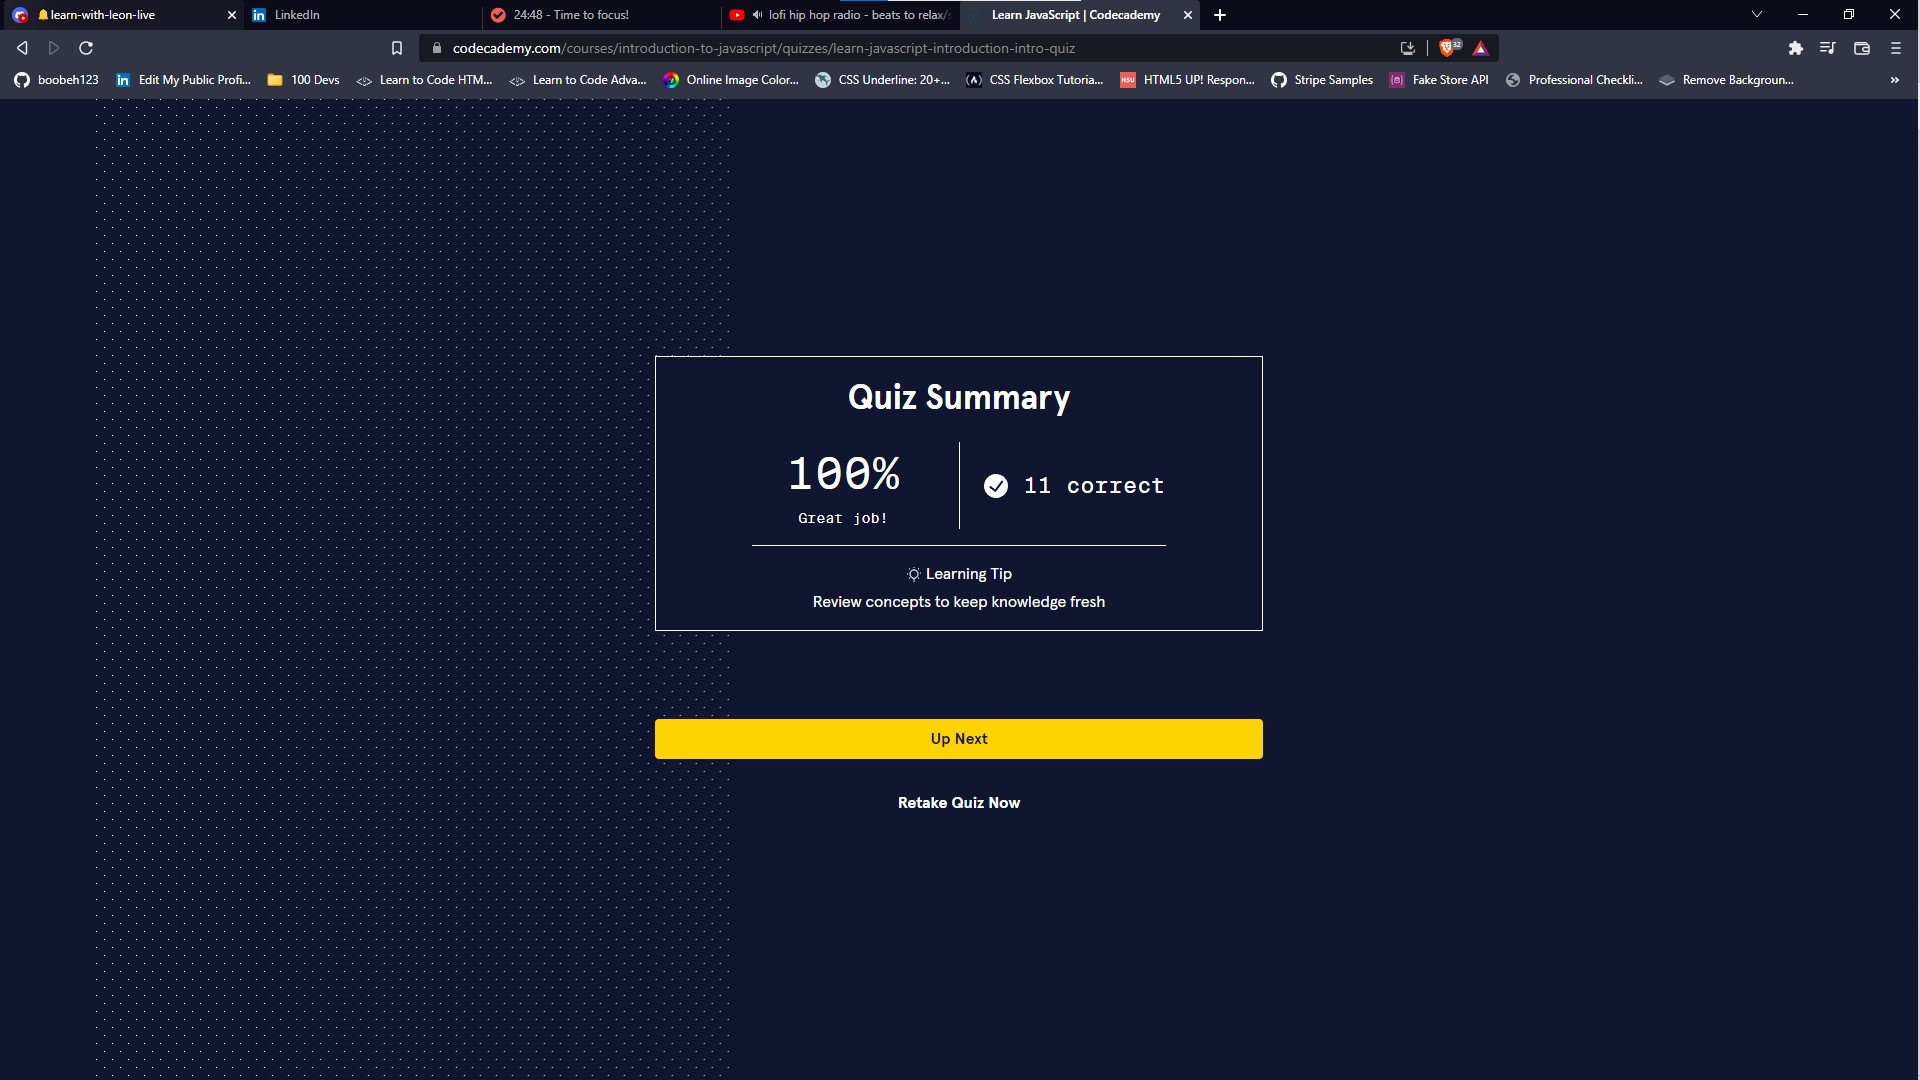 🔔learn-with-leon-live
LinkedIn
24:48 - Time to focus!
lofi hip hop radio - beats to relax/s
Learn JavaScript | Codecademy
codecademy.com/courses/introduction-to-javascript/quizzes/learn-javascript-introduction-intro-quiz
32
boobeh123
Edit My Public Profi...
100 Devs
Learn to Code HTM...
Learn to Code Adva...
Online Image Color...
CSS Underline: 20+...
CSS Flexbox Tutoria...
HTML5 UP! Respon...
Stripe Samples
Fake Store API
Professional Checkli...
Remove Backgroun...
Quiz Summary
100%
Great job!
11 correct
Learning Tip
Review concepts to keep knowledge fresh
Up Next
Retake Quiz Now